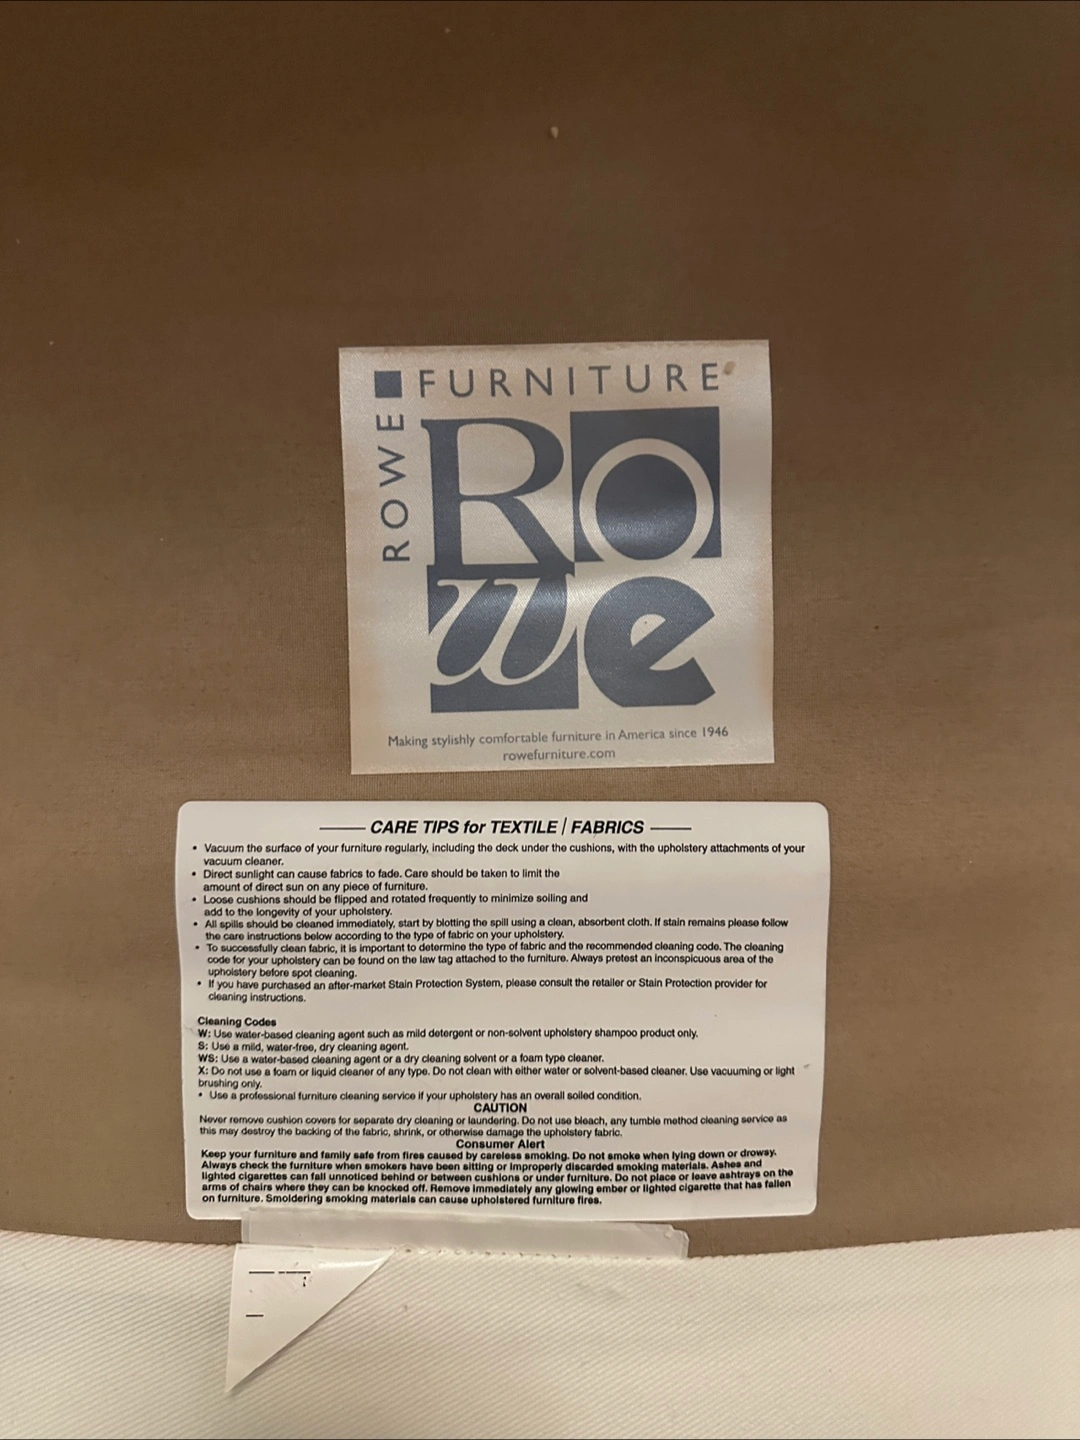 FURNITURE
ROWE
Rowe
Making stylishly comfortable furniture in America since 1946
rowefurniture.com
CARE TIPS for TEXTILE / FABRICS
• Vacuum the surface of your furniture regularly, including the deck under the cushions, with the upholstery attachments of your
vacuum cleaner.
• Direct sunlight can cause fabrics to fade. Care should be taken to limit the
amount of direct sun on any piece of furniture.
• Loose cushions should be flipped and rotated frequently to minimize soiling and
add to the longevity of your upholstery.
• All spills should be cleaned immediately, start by blotting the spill using a clean, absorbent cloth. If stain remains please follow
the care instructions below according to the type of fabric on your upholstery.
• To successfully clean fabric, it is important to determine the type of fabric and the recommended cleaning code. The cleaning
code for your upholstery can be found on the law tag attached to the furniture. Always pretest an inconspicuous area of the
upholstery before spot cleaning.
• If you have purchased an after-market Stain Protection System, please consult the retailer or Stain Protection provider for
cleaning instructions.
Cleaning Codes
W: Use water-based cleaning agent such as mild detergent or non-solvent upholstery shampoo product only.
S: Use a mild, water-free, dry cleaning agent.
WS: Use a water-based cleaning agent or a dry cleaning solvent or a foam type cleaner.
X: Do not use a foam or liquid cleaner of any type. Do not clean with either water or solvent-based cleaner. Use vacuuming or light
brushing only.
• Use a professional furniture cleaning service if your upholstery has an overall soiled condition.
CAUTION
Never remove cushion covers for separate dry cleaning or laundering. Do not use bleach, any tumble method cleaning service as
this may destroy the backing of the fabric, shrink, or otherwise damage the upholstery fabric.
Consumer Alert
Keep your furniture and family safe from fires caused by careless smoking. Do not smoke when lying down or drowsy.
Always check the furniture when smokers have been sitting or improperly discarded smoking materials. Ashes and
lighted cigarettes can fall unnoticed behind or between cushions or under furniture. Do not place or leave ashtrays on the
arms of chairs where they can be knocked off. Remove immediately any glowing ember or lighted cigarette that has fallen
on furniture. Smoldering smoking materials can cause upholstered furniture fires.